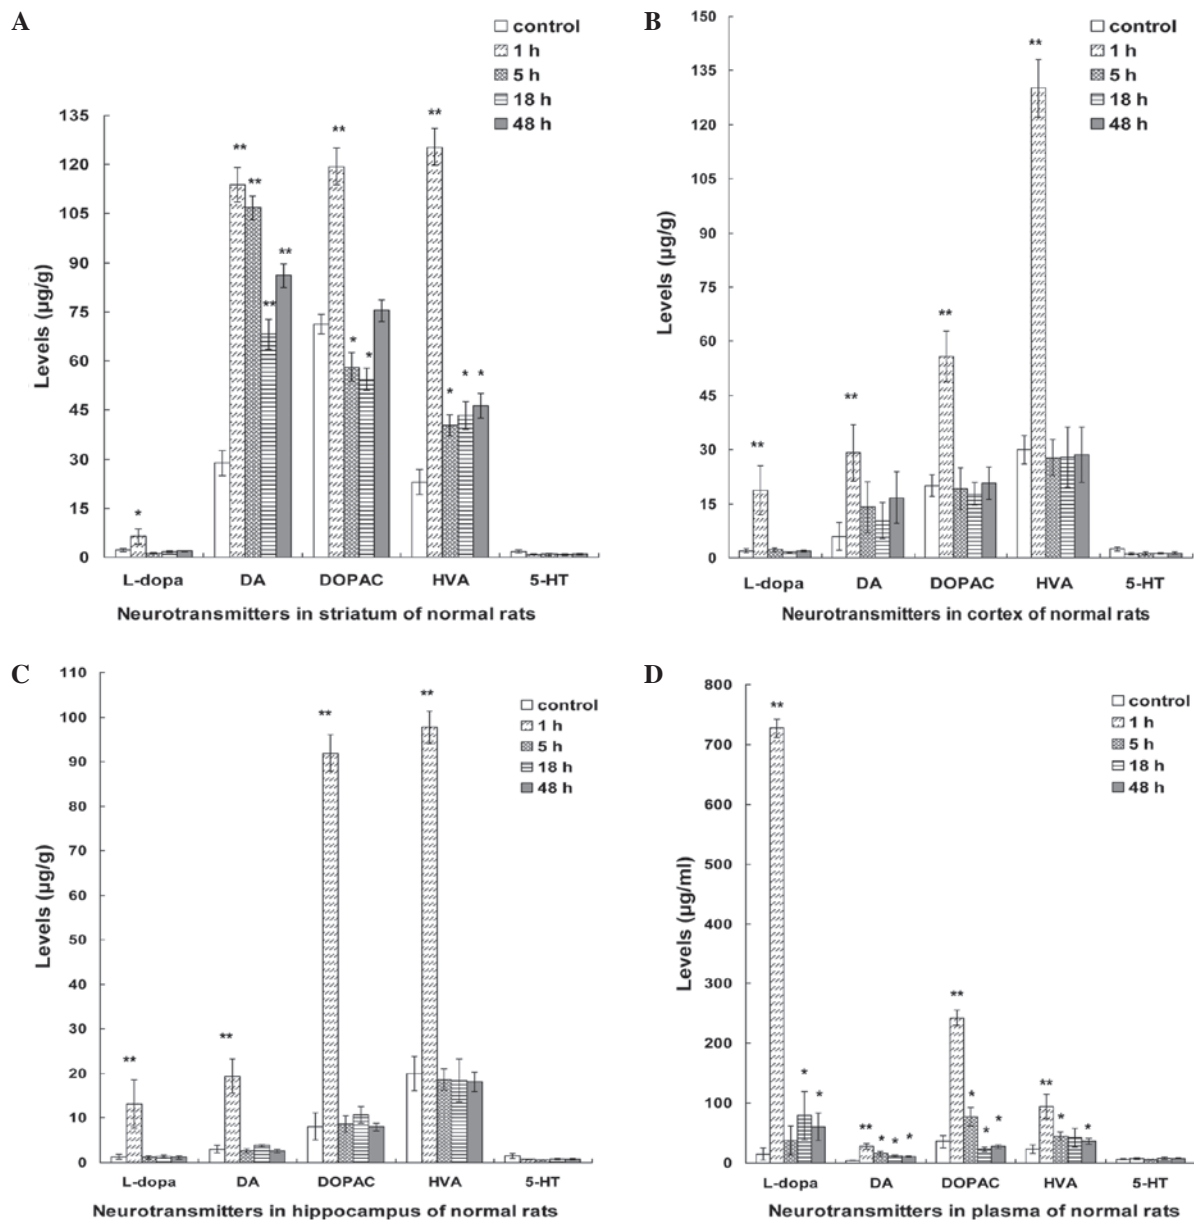 A
control
1 h
5 h
18 h
48 h
Levels (µg/g)
135
120
105
90
75
60
45
30
15
0
*
**
**
**
**
**
*
*
**
*
*
*
L-dopa DA DOPAC HVA 5-HT
Neurotransmitters in striatum of normal rats
B
control
1 h
5 h
18 h
48 h
Levels (µg/g)
150
135
120
105
90
75
60
45
30
15
0
**
**
**
**
L-dopa DA DOPAC HVA 5-HT
Neurotransmitters in cortex of normal rats
C
control
1 h
5 h
18 h
48 h
Levels (µg/g)
110
100
90
80
70
60
50
40
30
20
10
0
**
**
**
**
L-dopa DA DOPAC HVA 5-HT
Neurotransmitters in hippocampus of normal rats
D
control
1 h
5 h
18 h
48 h
Levels (µg/ml)
800
700
600
500
400
300
200
100
0
**
*
*
**
*
*
*
**
*
*
*
**
*
*
L-dopa DA DOPAC HVA 5-HT
Neurotransmitters in plasma of normal rats